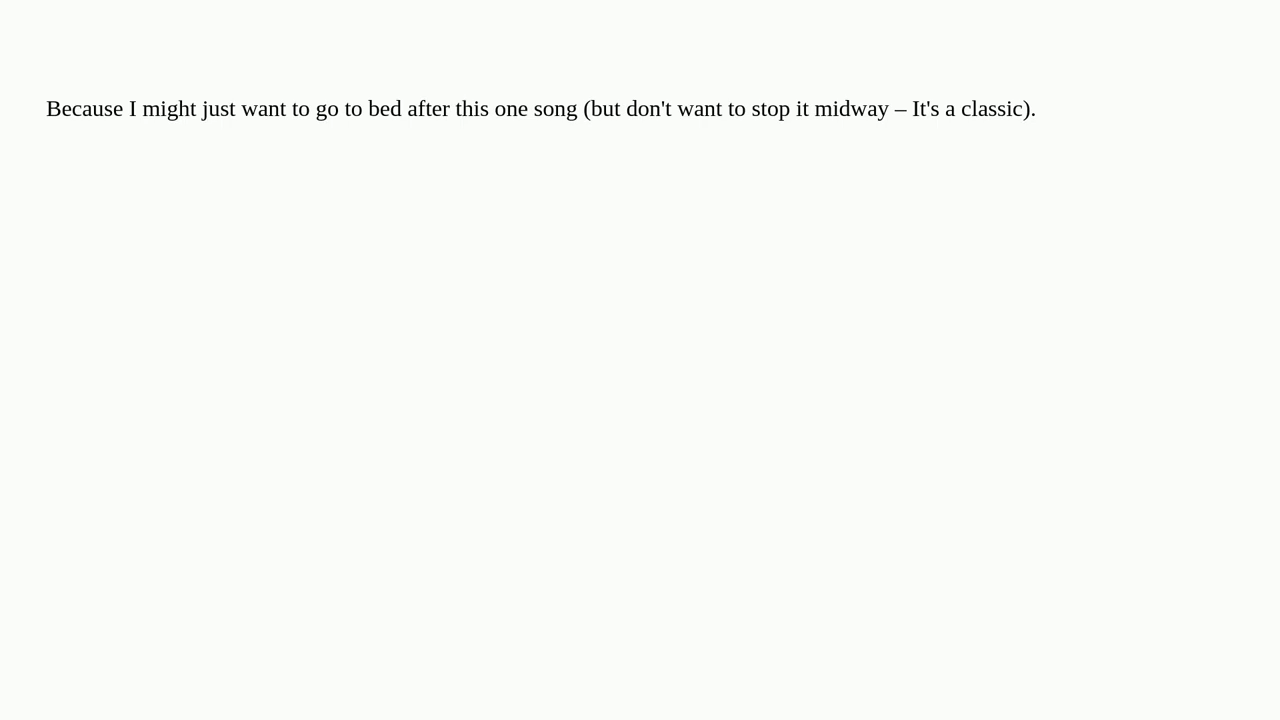 Because I might just want to go to bed after this one song (but don't want to stop it midway – It's a classic).